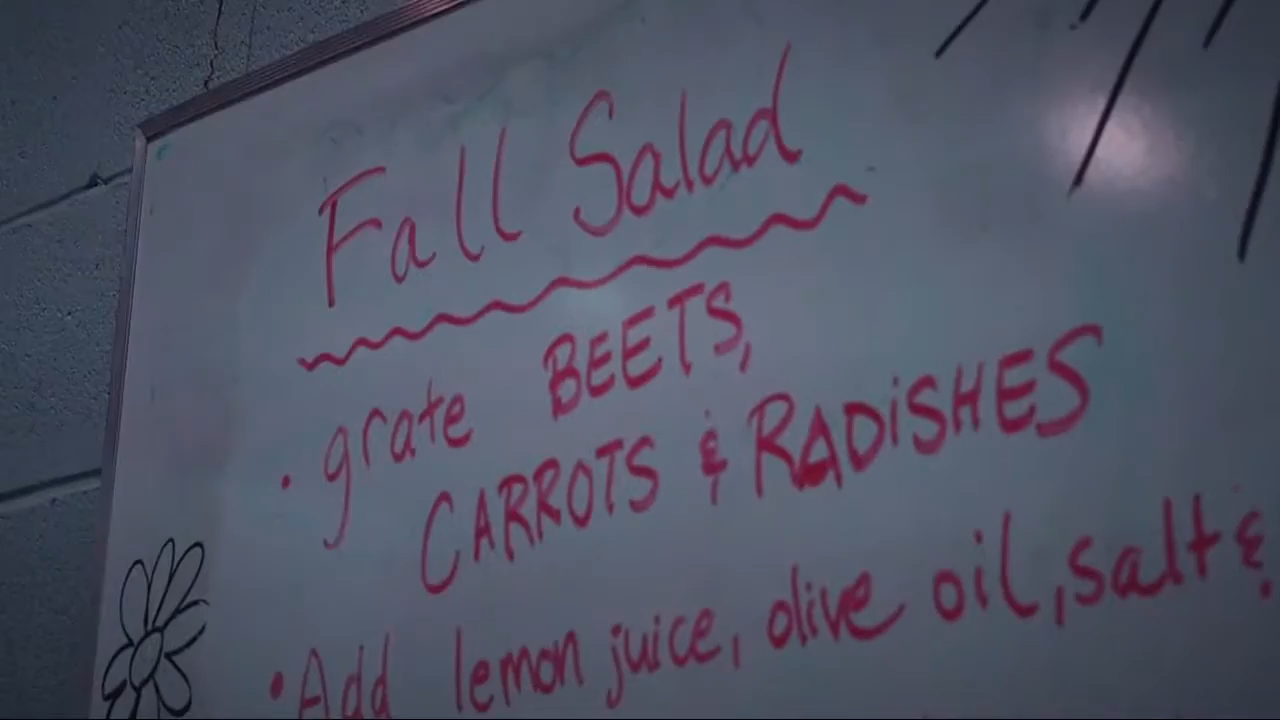 Fall Salad
• grate BEETS,
CARROTS & RADiSHES
• Add lemon juice, olive oil, salt &